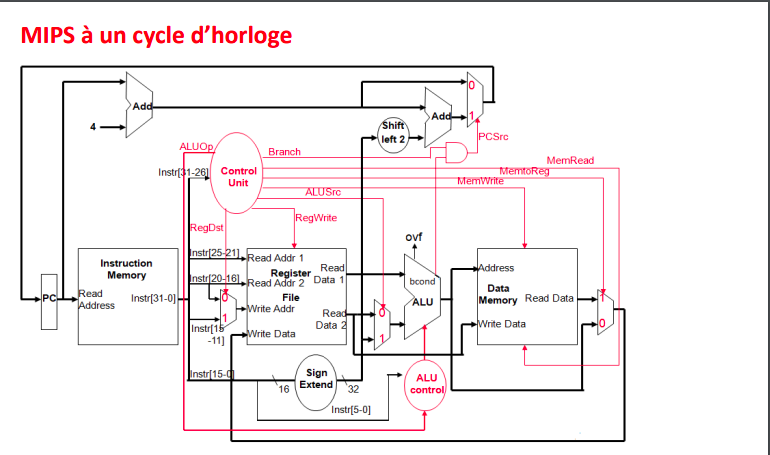 MIPS à un cycle d’horloge
0
Add
Add
1
4
Shift
left 2
PCSrc
ALUOp
Branch
MemRead
Instr[31-26]
Control
Unit
MemtoReg
MemWrite
ALUSrc
RegWrite
RegDst
ovf
Instr[25-21]
Read Addr 1
Instruction
Memory
Read
Data 1
Address
Register
File
Instr[20-16]
Read Addr 2
bcond
Data
Memory
PC
Read
Address
Instr[31-0]
0
Write Addr
ALU
Read Data
1
1
Read
Data 2
0
Write Data
0
Instr[15
-11]
Write Data
1
Instr[15-0]
Sign
Extend
ALU
control
16
32
Instr[5-0]